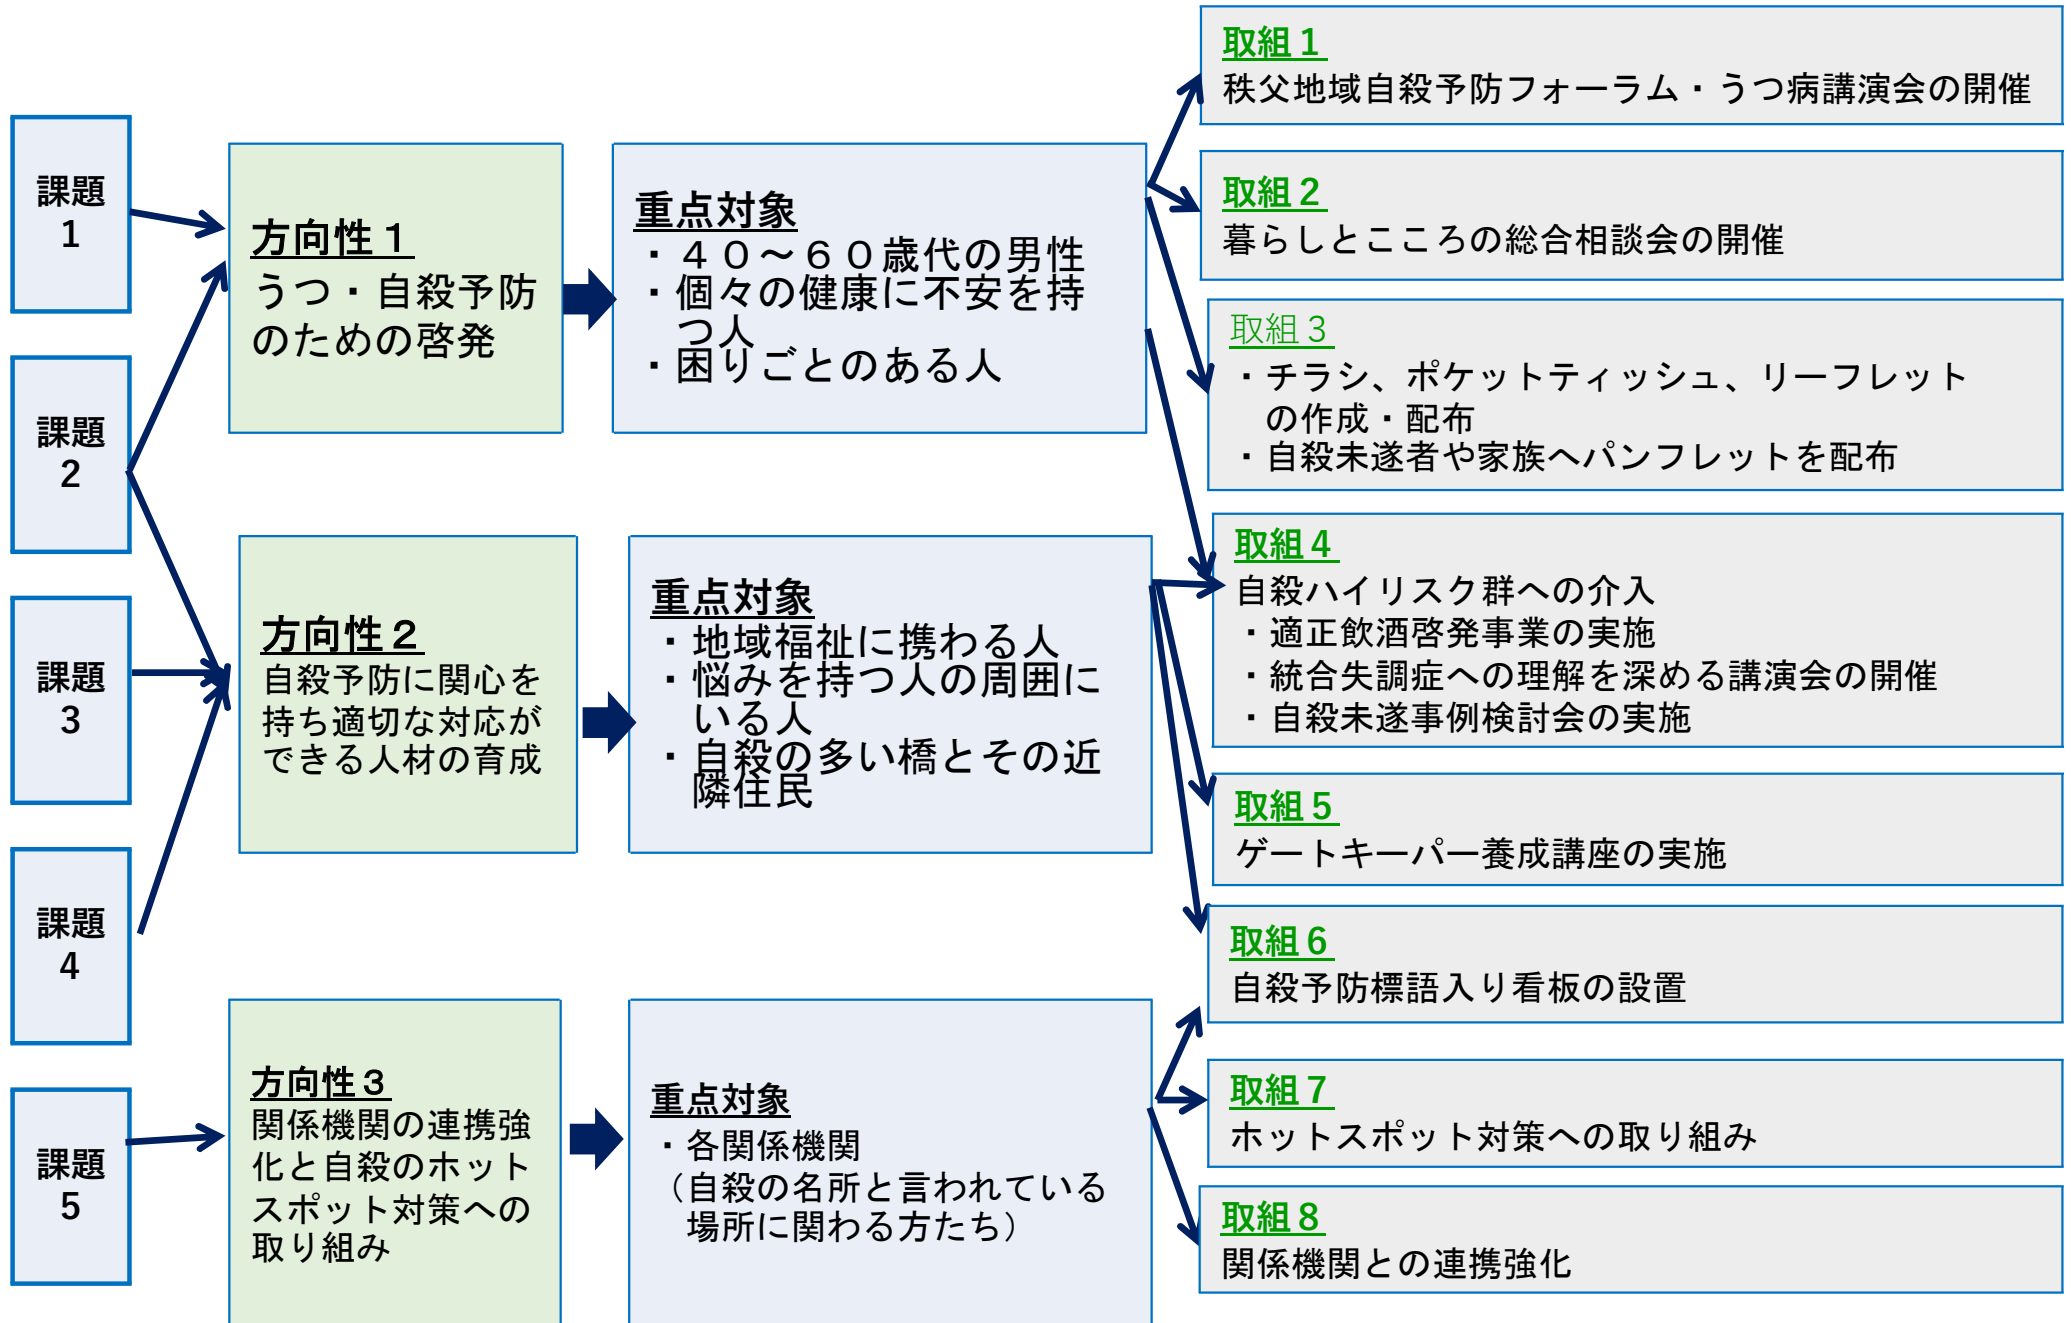 課題
1
課題
2
課題
3
課題
4
課題
5
方向性１
うつ・自殺予防
のための啓発
方向性２
自殺予防に関心を
持ち適切な対応が
できる人材の育成
方向性３
関係機関の連携強
化と自殺のホット
スポット対策への
取り組み
重点対象
・４０～６０歳代の男性
・個々の健康に不安を持
つ人
・困りごとのある人
重点対象
・地域福祉に携わる人
・悩みを持つ人の周囲に
いる人
・自殺の多い橋とその近
隣住民
重点対象
・各関係機関
（自殺の名所と言われている
場所に関わる方たち）
取組１
秩父地域自殺予防フォーラム・うつ病講演会の開催
取組２
暮らしとこころの総合相談会の開催
取組３
・チラシ、ポケットティッシュ、リーフレット
の作成・配布
・自殺未遂者や家族へパンフレットを配布
取組４
自殺ハイリスク群への介入
・適正飲酒啓発事業の実施
・統合失調症への理解を深める講演会の開催
・自殺未遂事例検討会の実施
取組５
ゲートキーパー養成講座の実施
取組６
自殺予防標語入り看板の設置
取組７
ホットスポット対策への取り組み
取組８
関係機関との連携強化